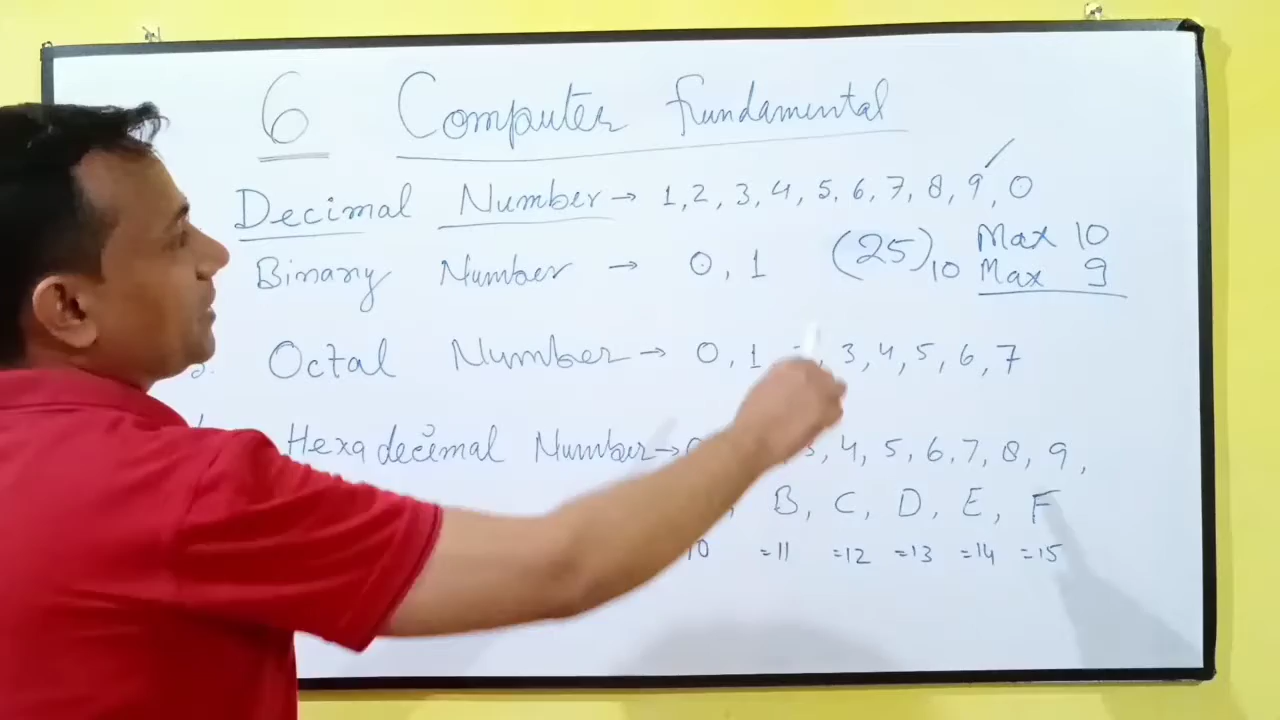 6 Computer Fundamental
Decimal Number → 1, 2, 3, 4, 5, 6, 7, 8, 9, 0
Binary Number → 0, 1 (25)10 Max 10
Max 9
Octal Number → 0, 1, 3, 4, 5, 6, 7
Hexadecimal Number → 0 3, 4, 5, 6, 7, 8, 9,
, B, C, D, E, F
10 =11 =12 =13 =14 =15